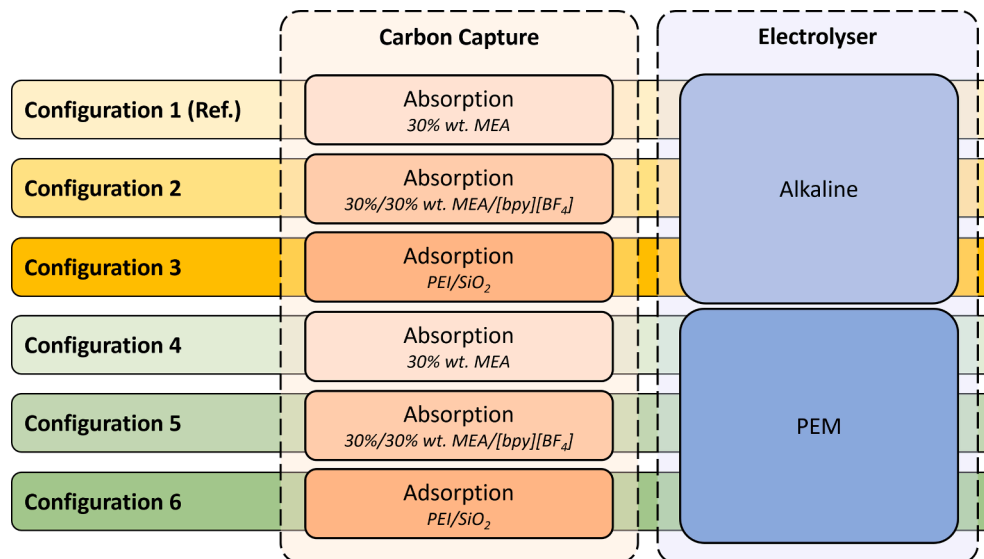 Carbon Capture
Electrolyser
Configuration 1 (Ref.)
Absorption
30% wt. MEA
Configuration 2
Absorption
30%/30% wt. MEA/[bpy][BF₄]
Alkaline
Configuration 3
Adsorption
PEI/SiO₂
Configuration 4
Absorption
30% wt. MEA
Configuration 5
Absorption
30%/30% wt. MEA/[bpy][BF₄]
PEM
Configuration 6
Adsorption
PEI/SiO₂